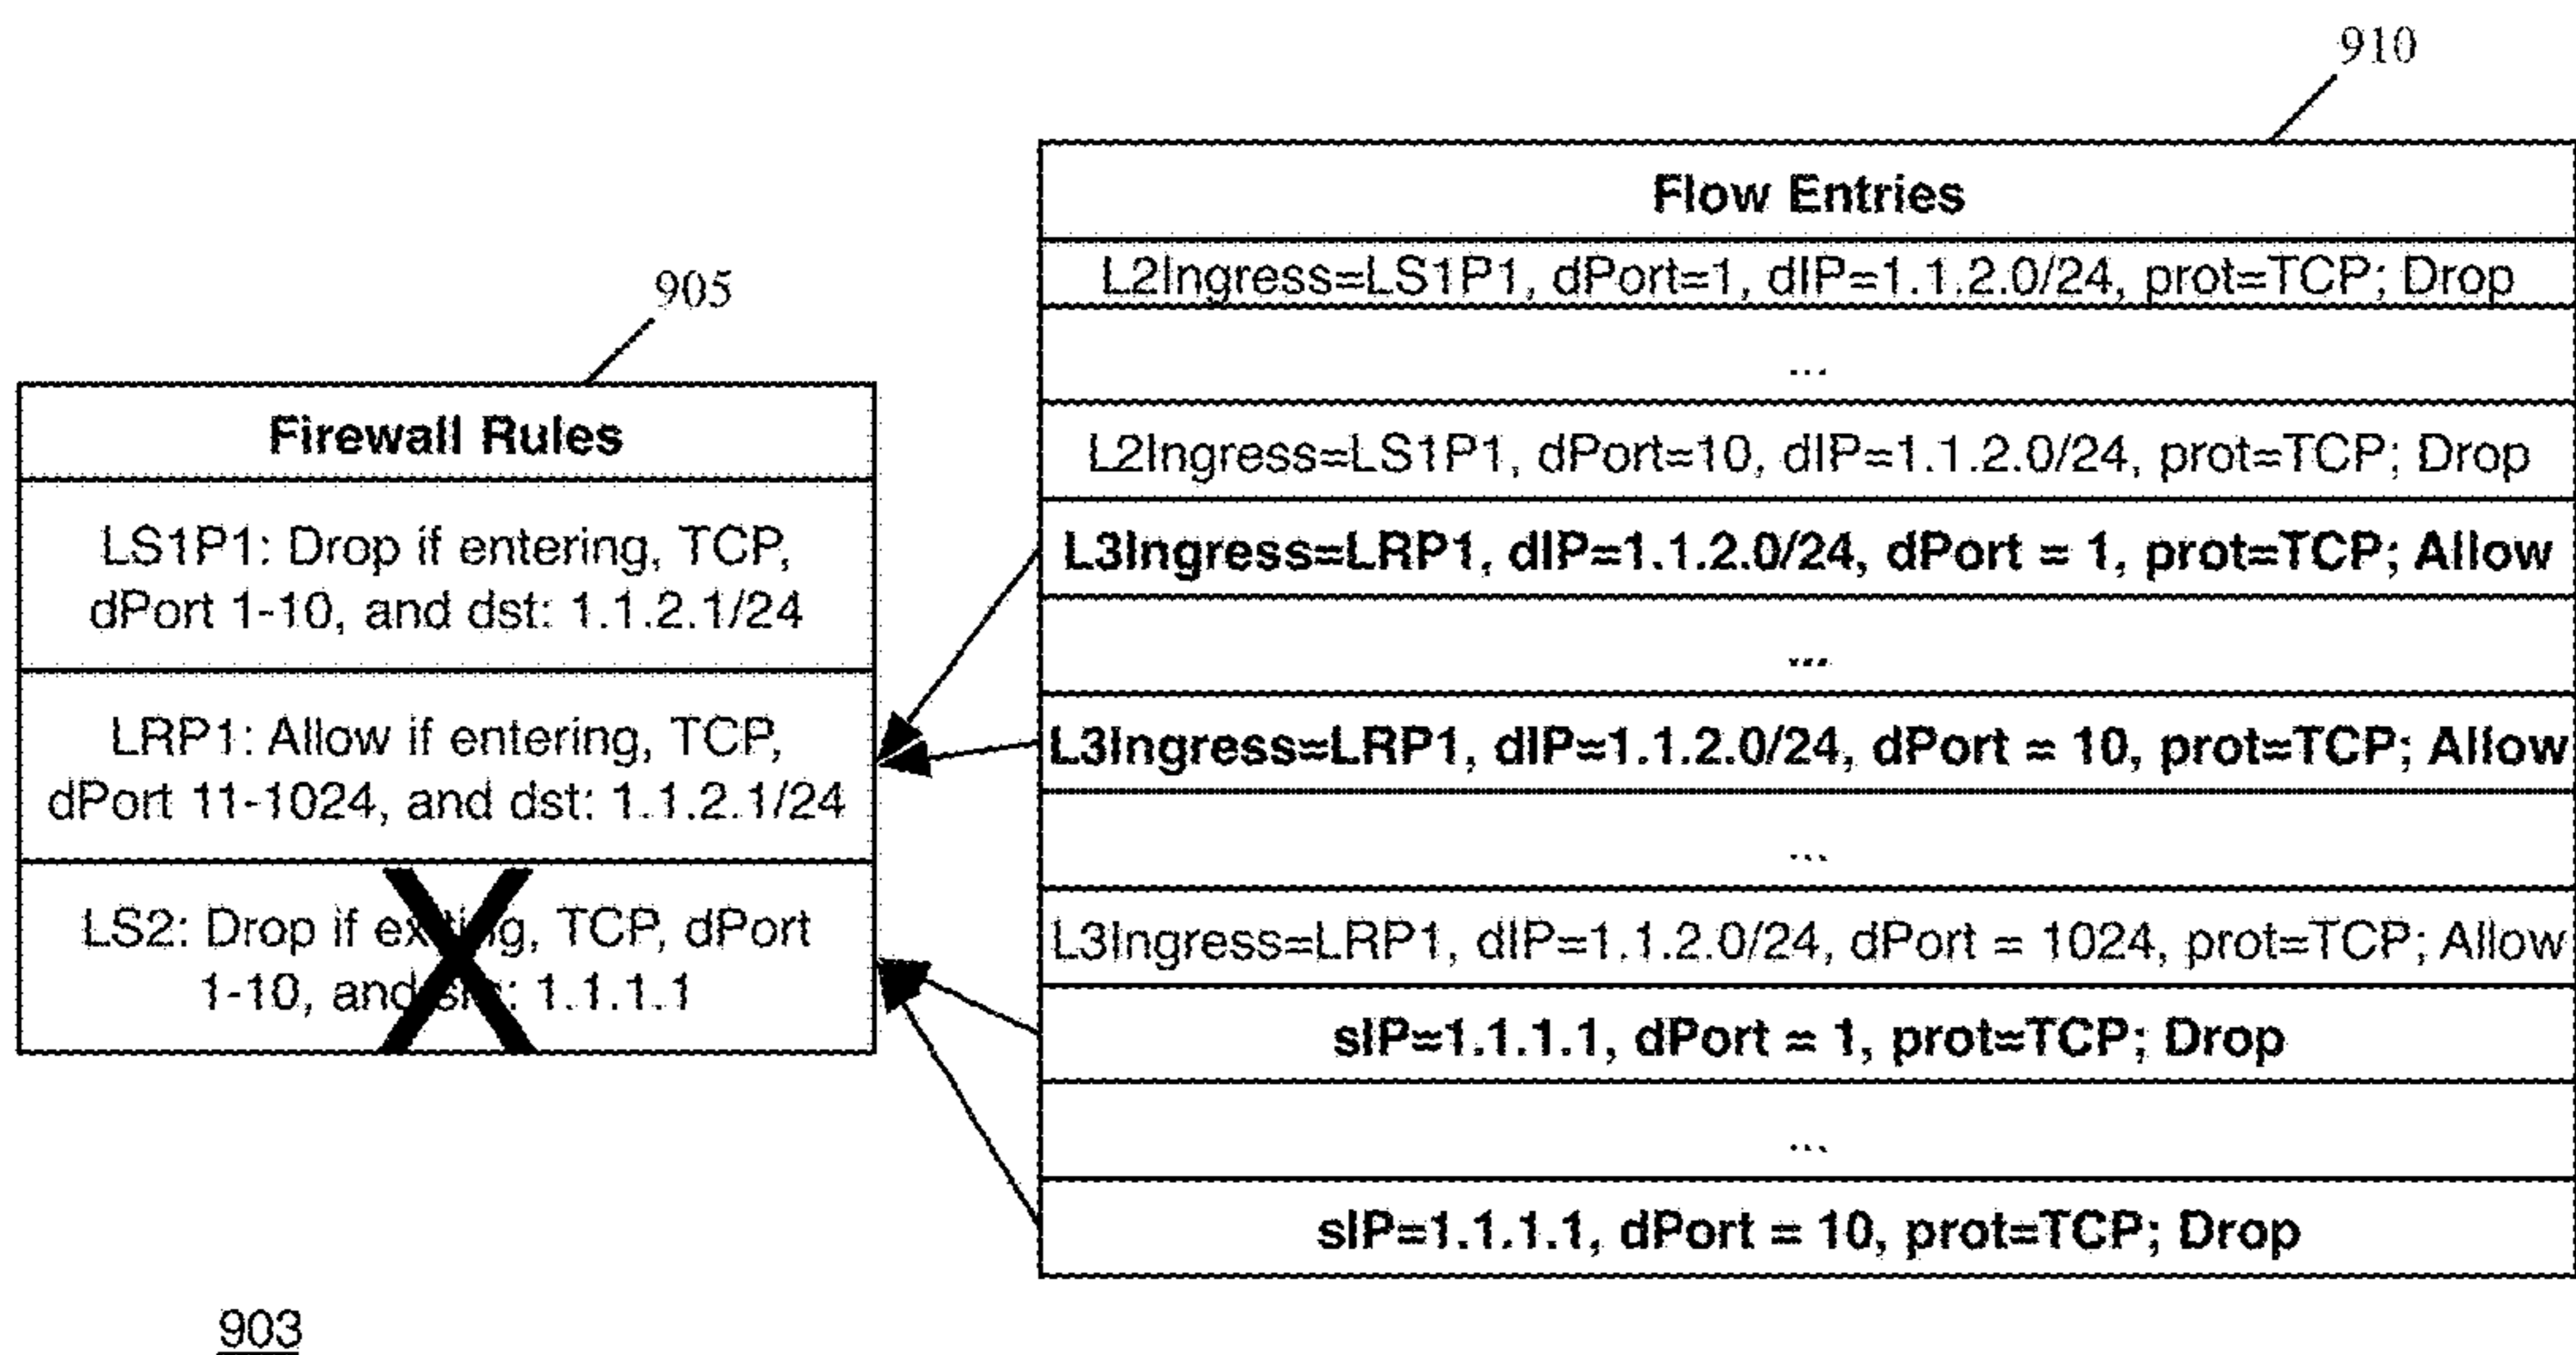 910
Flow Entries
L2Ingress=LS1P1, dPort=1, dIP=1.1.2.0/24, prot=TCP; Drop
...
L2Ingress=LS1P1, dPort=10, dIP=1.1.2.0/24, prot=TCP; Drop
L3Ingress=LRP1, dIP=1.1.2.0/24, dPort = 1, prot=TCP; Allow
...
L3Ingress=LRP1, dIP=1.1.2.0/24, dPort = 10, prot=TCP; Allow
...
L3Ingress=LRP1, dIP=1.1.2.0/24, dPort = 1024, prot=TCP; Allow
sIP=1.1.1.1, dPort = 1, prot=TCP; Drop
...
sIP=1.1.1.1, dPort = 10, prot=TCP; Drop
905
Firewall Rules
LS1P1: Drop if entering, TCP,
dPort 1-10, and dst: 1.1.2.1/24
LRP1: Allow if entering, TCP,
dPort 11-1024, and dst: 1.1.2.1/24
LS2: Drop if exiting, TCP, dPort
1-10, and : 1.1.1.1
903